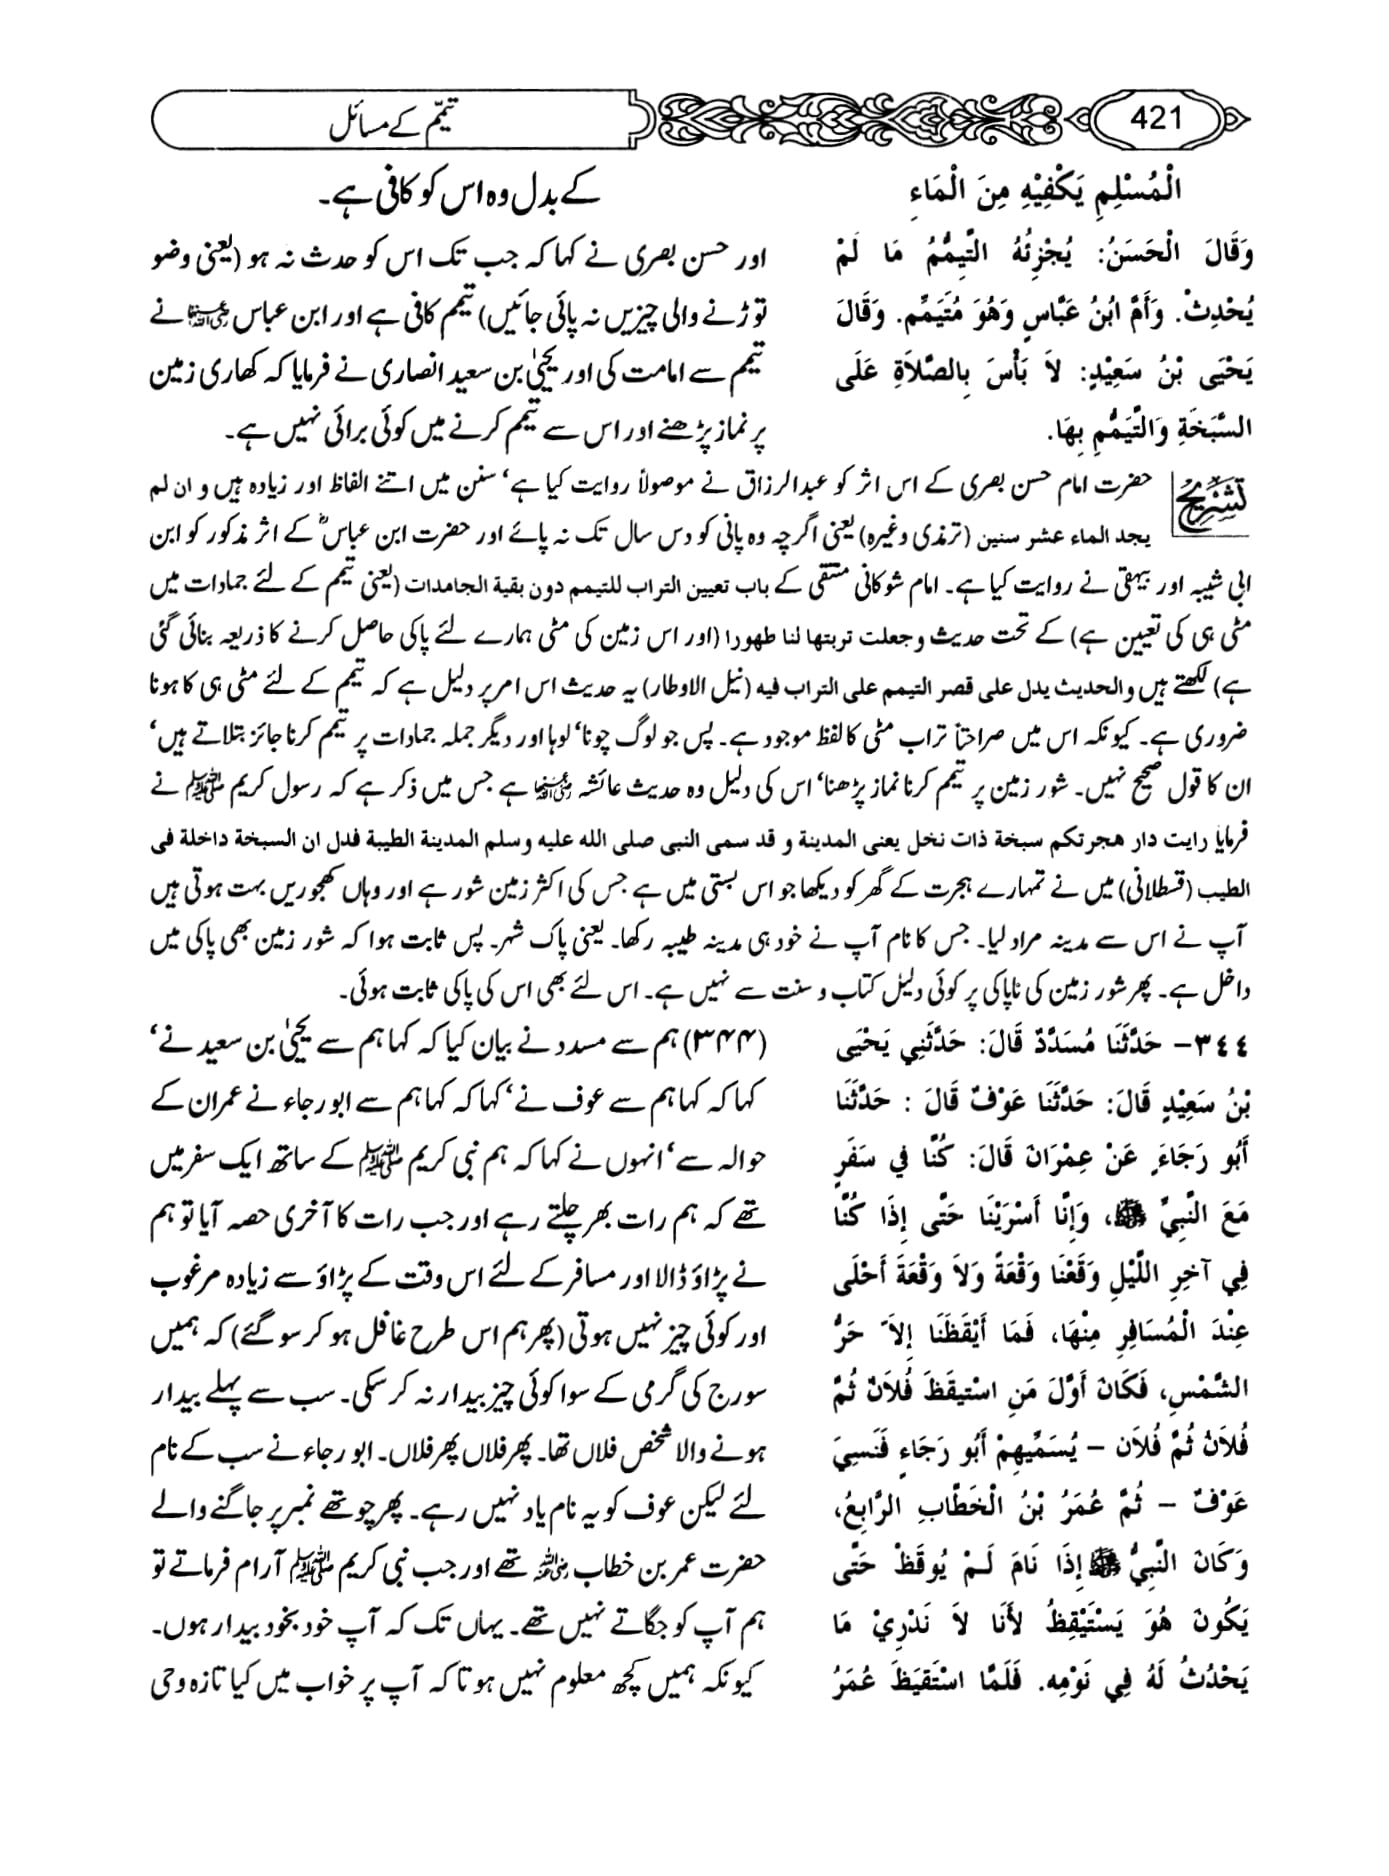 421
تیمّم کے مسائل
الْمُسْلِمِ يَكْفِيْهِ مِنَ الْمَاءِ
وَقَالَ الْحَسَنُ: يُجْزِئُهُ التَّيَمُّمُ مَا لَمْ
يُحْدِثْ. وَأَمَّ ابْنُ عَبَّاسٍ وَهُوَ مُتَيَمِّم. وَقَالَ
يَحْيَى بْنُ سَعِيْدٍ: لاَ بَأْسَ بِالصَّلاَةِ عَلَى
السَّبَخَةِ وَالتَّيَمُّمِ بِهَا.
کے بدل وہ اس کو کافی ہے۔
اور حسن بصری نے کہا کہ جب تک اس کو حدث نہ ہو (یعنی وضو
توڑنے والی چیزیں نہ پائی جائیں) تیمم کافی ہے اور ابن عباس رضی اللہ عنہما نے
تیمم سے امامت کی اور یحییٰ بن سعید انصاری نے فرمایا کہ کھاری زمین
پر نماز پڑھنے اور اس سے تیمم کرنے میں کوئی برائی نہیں ہے۔
تشریح حضرت امام حسن بصری کے اس اثر کو عبدالرزاق نے موصولاً روایت کیا ہے‘ سنن میں اتنے الفاظ اور زیادہ ہیں و ان لم
یجد الماء عشر سنین (ترمذی وغیرہ) یعنی اگرچہ وہ پانی کو دس سال تک نہ پائے اور حضرت ابن عباسؓ کے اثر مذکور کو ابن
ابی شیبہ اور بیہقی نے روایت کیا ہے۔ امام شوکانی منتقی کے باب تعیین التراب للتیمم دون بقیة الجامدات (یعنی تیمم کے لئے جمادات میں
مٹی ہی کی تعیین ہے) کے تحت حدیث وجعلت تربتھا لنا طھورا (اور اس زمین کی مٹی ہمارے لئے پاکی حاصل کرنے کا ذریعہ بنائی گئی
ہے) لکھتے ہیں والحدیث یدل علی قصر التیمم علی التراب فیه (نیل الاوطار) یہ حدیث اس امر پر دلیل ہے کہ تیمم کے لئے مٹی ہی کا ہونا
ضروری ہے۔ کیونکہ اس میں صراحتاً تراب مٹی کا لفظ موجود ہے۔ پس جو لوگ چونا‘ لوہا اور دیگر جملہ جمادات پر تیمم کرنا جائز بتلاتے ہیں‘
ان کا قول صحیح نہیں۔ شور زمین پر تیمم کرنا نماز پڑھنا‘ اس کی دلیل وہ حدیث عائشہ رضی اللہ عنہا ہے جس میں ذکر ہے کہ رسول کریم ﷺ نے
فرمایا رایت دار ھجرتکم سبخة ذات نخل یعنی المدینة و قد سمی النبی صلی الله علیه وسلم المدینة الطیبة فدل ان السبخة داخلة فی
الطیب (قسطلانی) میں نے تمہارے ہجرت کے گھر کو دیکھا جو اس بستی میں ہے جس کی اکثر زمین شور ہے اور وہاں کھجوریں بہت ہوتی ہیں
آپ نے اس سے مدینہ مراد لیا۔ جس کا نام آپ نے خود ہی مدینہ طیبہ رکھا۔ یعنی پاک شہر۔ پس ثابت ہوا کہ شور زمین بھی پاکی میں
داخل ہے۔ پھر شور زمین کی ناپاکی پر کوئی دلیل کتاب و سنت سے نہیں ہے۔ اس لئے بھی اس کی پاکی ثابت ہوئی۔
٣٤٤– حَدَّثَنَا مُسَدَّدٌ قَالَ: حَدَّثَنِي يَحْيَى
بْنُ سَعِيْدٍ قَالَ: حَدَّثَنَا عَوْفٌ قَالَ : حَدَّثَنَا
أَبُو رَجَاءٍ عَنْ عِمْرَانَ قَالَ: كُنَّا فِي سَفَرٍ
مَعَ النَّبِيِّ ﷺ، وَإِنَّا أَسْرَيْنَا حَتَّى إِذَا كُنَّا
فِي آخِرِ اللَّيْلِ وَقَعْنَا وَقْعَةً وَلاَ وَقْعَةَ أَحْلَى
عِنْدَ الْمُسَافِرِ مِنْهَا، فَمَا أَيْقَظَنَا إِلاَّ حَرُّ
الشَّمْسِ، فَكَانَ أَوَّلَ مَنِ اسْتيقَظَ فُلاَنٌ ثُمَّ
فُلاَنٌ ثُمَّ فُلاَن – يُسَمِّيهِمْ أَبُو رَجَاءٍ فَنَسِيَ
عَوْفٌ – ثُمَّ عُمَرُ بْنُ الْخَطَّابِ الرَّابِعُ،
وَكَانَ النَّبِيُّ ﷺ إِذَا نَامَ لَمْ يُوقَظْ حَتَّى
يَكُونَ هُوَ يَسْتَيْقِظُ لأَنَا لاَ نَدْرِيْ مَا
يَحْدُثُ لَهُ فِي نَوْمِهِ. فَلَمَّا اسْتَقيَظَ عُمَرُ
(۳۴۴) ہم سے مسدد نے بیان کیا کہ کہا ہم سے یحییٰ بن سعید نے‘
کہا کہ کہا ہم سے عوف نے‘ کہا کہ کہا ہم سے ابو رجاء نے عمران کے
حوالہ سے‘ انہوں نے کہا کہ ہم نبی کریم ﷺ کے ساتھ ایک سفر میں
تھے کہ ہم رات بھر چلتے رہے اور جب رات کا آخری حصہ آیا تو ہم
نے پڑاؤ ڈالا اور مسافر کے لئے اس وقت کے پڑاؤ سے زیادہ مرغوب
اور کوئی چیز نہیں ہوتی (پھر ہم اس طرح غافل ہو کر سو گئے) کہ ہمیں
سورج کی گرمی کے سوا کوئی چیز بیدار نہ کر سکی۔ سب سے پہلے بیدار
ہونے والا شخص فلاں تھا۔ پھر فلاں پھر فلاں۔ ابو رجاء نے سب کے نام
لئے لیکن عوف کو یہ نام یاد نہیں رہے۔ پھر چوتھے نمبر پر جاگنے والے
حضرت عمر بن خطاب رضی اللہ عنہ تھے اور جب نبی کریم ﷺ آرام فرماتے تو
ہم آپ کو جگاتے نہیں تھے۔ یہاں تک کہ آپ خود بخود بیدار ہوں۔
کیونکہ ہمیں کچھ معلوم نہیں ہوتا کہ آپ پر خواب میں کیا تازہ وحی